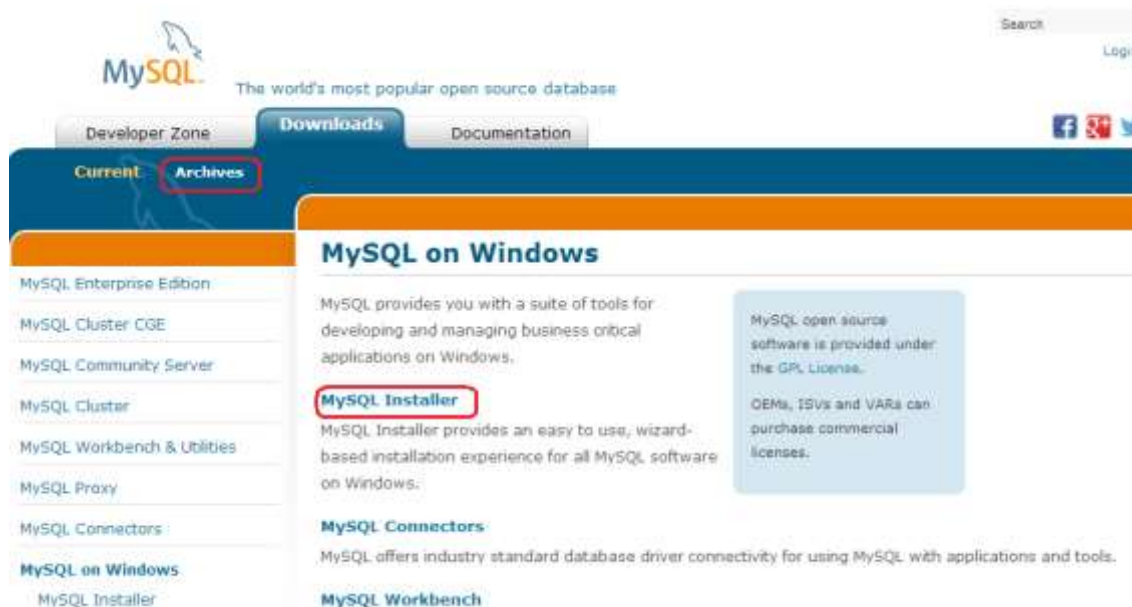 Search
Login
MySQL
The world's most popular open source database
Developer Zone
Downloads
Documentation
Current
Archives
MySQL on Windows
MySQL Enterprise Edition
MySQL Cluster CGE
MySQL Community Server
MySQL Cluster
MySQL Workbench & Utilities
MySQL Proxy
MySQL Connectors
MySQL on Windows
MySQL Installer
MySQL provides you with a suite of tools for
developing and managing business critical
applications on Windows.
MySQL Installer
MySQL Installer provides an easy to use, wizard-
based installation experience for all MySQL software
on Windows.
MySQL Connectors
MySQL offers industry standard database driver connectivity for using MySQL with applications and tools.
MySQL Workbench
MySQL open source
software is provided under
the GPL License.
OEMs, ISVs and VARs can
purchase commercial
licenses.